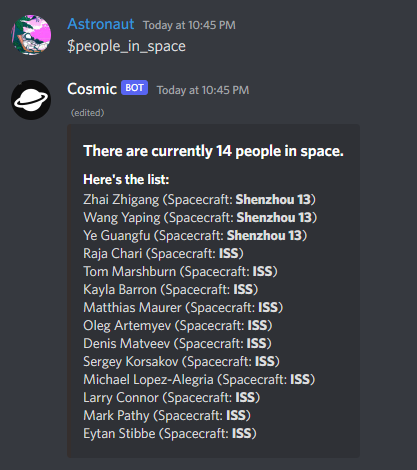 Astronaut Today at 10:45 PM
$people_in_space
Cosmic BOT Today at 10:45 PM
(edited)
There are currently 14 people in space.
Here's the list:
Zhai Zhigang (Spacecraft: Shenzhou 13)
Wang Yaping (Spacecraft: Shenzhou 13)
Ye Guangfu (Spacecraft: Shenzhou 13)
Raja Chari (Spacecraft: ISS)
Tom Marshburn (Spacecraft: ISS)
Kayla Barron (Spacecraft: ISS)
Matthias Maurer (Spacecraft: ISS)
Oleg Artemyev (Spacecraft: ISS)
Denis Matveev (Spacecraft: ISS)
Sergey Korsakov (Spacecraft: ISS)
Michael Lopez-Alegria (Spacecraft: ISS)
Larry Connor (Spacecraft: ISS)
Mark Pathy (Spacecraft: ISS)
Eytan Stibbe (Spacecraft: ISS)